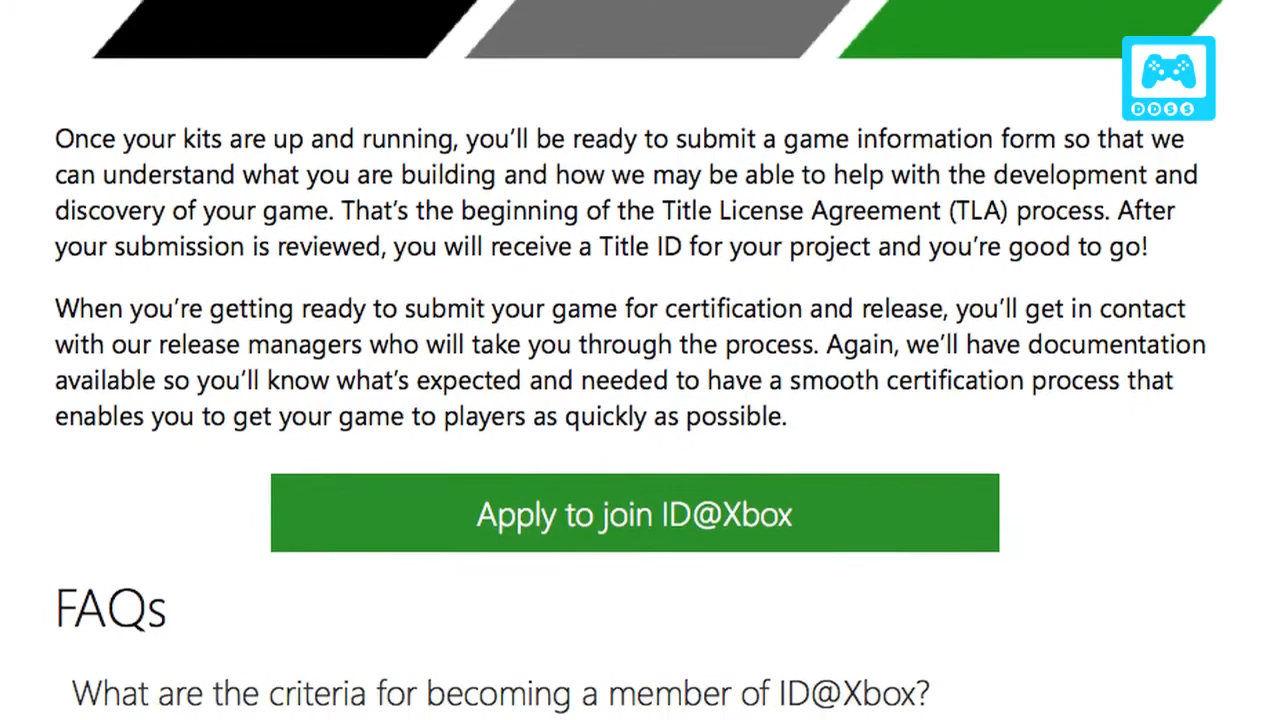 DDSS
Once your kits are up and running, you’ll be ready to submit a game information form so that we
can understand what you are building and how we may be able to help with the development and
discovery of your game. That’s the beginning of the Title License Agreement (TLA) process. After
your submission is reviewed, you will receive a Title ID for your project and you’re good to go!
When you’re getting ready to submit your game for certification and release, you’ll get in contact
with our release managers who will take you through the process. Again, we’ll have documentation
available so you’ll know what’s expected and needed to have a smooth certification process that
enables you to get your game to players as quickly as possible.
Apply to join ID@Xbox
FAQs
What are the criteria for becoming a member of ID@Xbox?